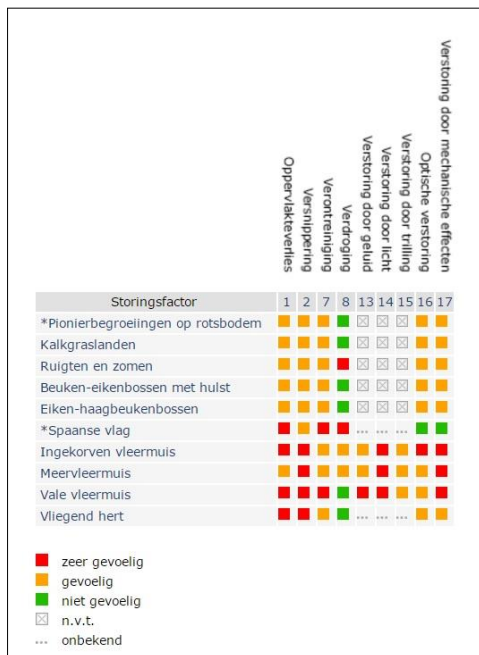 Oppervlakteverlies
Versnippering
Verontreiniging
Verdroging
Verstoring door geluid
Verstoring door licht
Verstoring door trilling
Optische verstoring
Verstoring door mechanische effecten
Storingsfactor 1 2 7 8 13 14 15 16 17
*Pionierbegroeiingen op rotsbodem
Kalkgraslanden
Ruigten en zomen
Beuken-eikenbossen met hulst
Eiken-haagbeukenbossen
*Spaanse vlag ... ... ...
Ingekorven vleermuis
Meervleermuis
Vale vleermuis
Vliegend hert ... ... ...
zeer gevoelig
gevoelig
niet gevoelig
n.v.t.
... onbekend